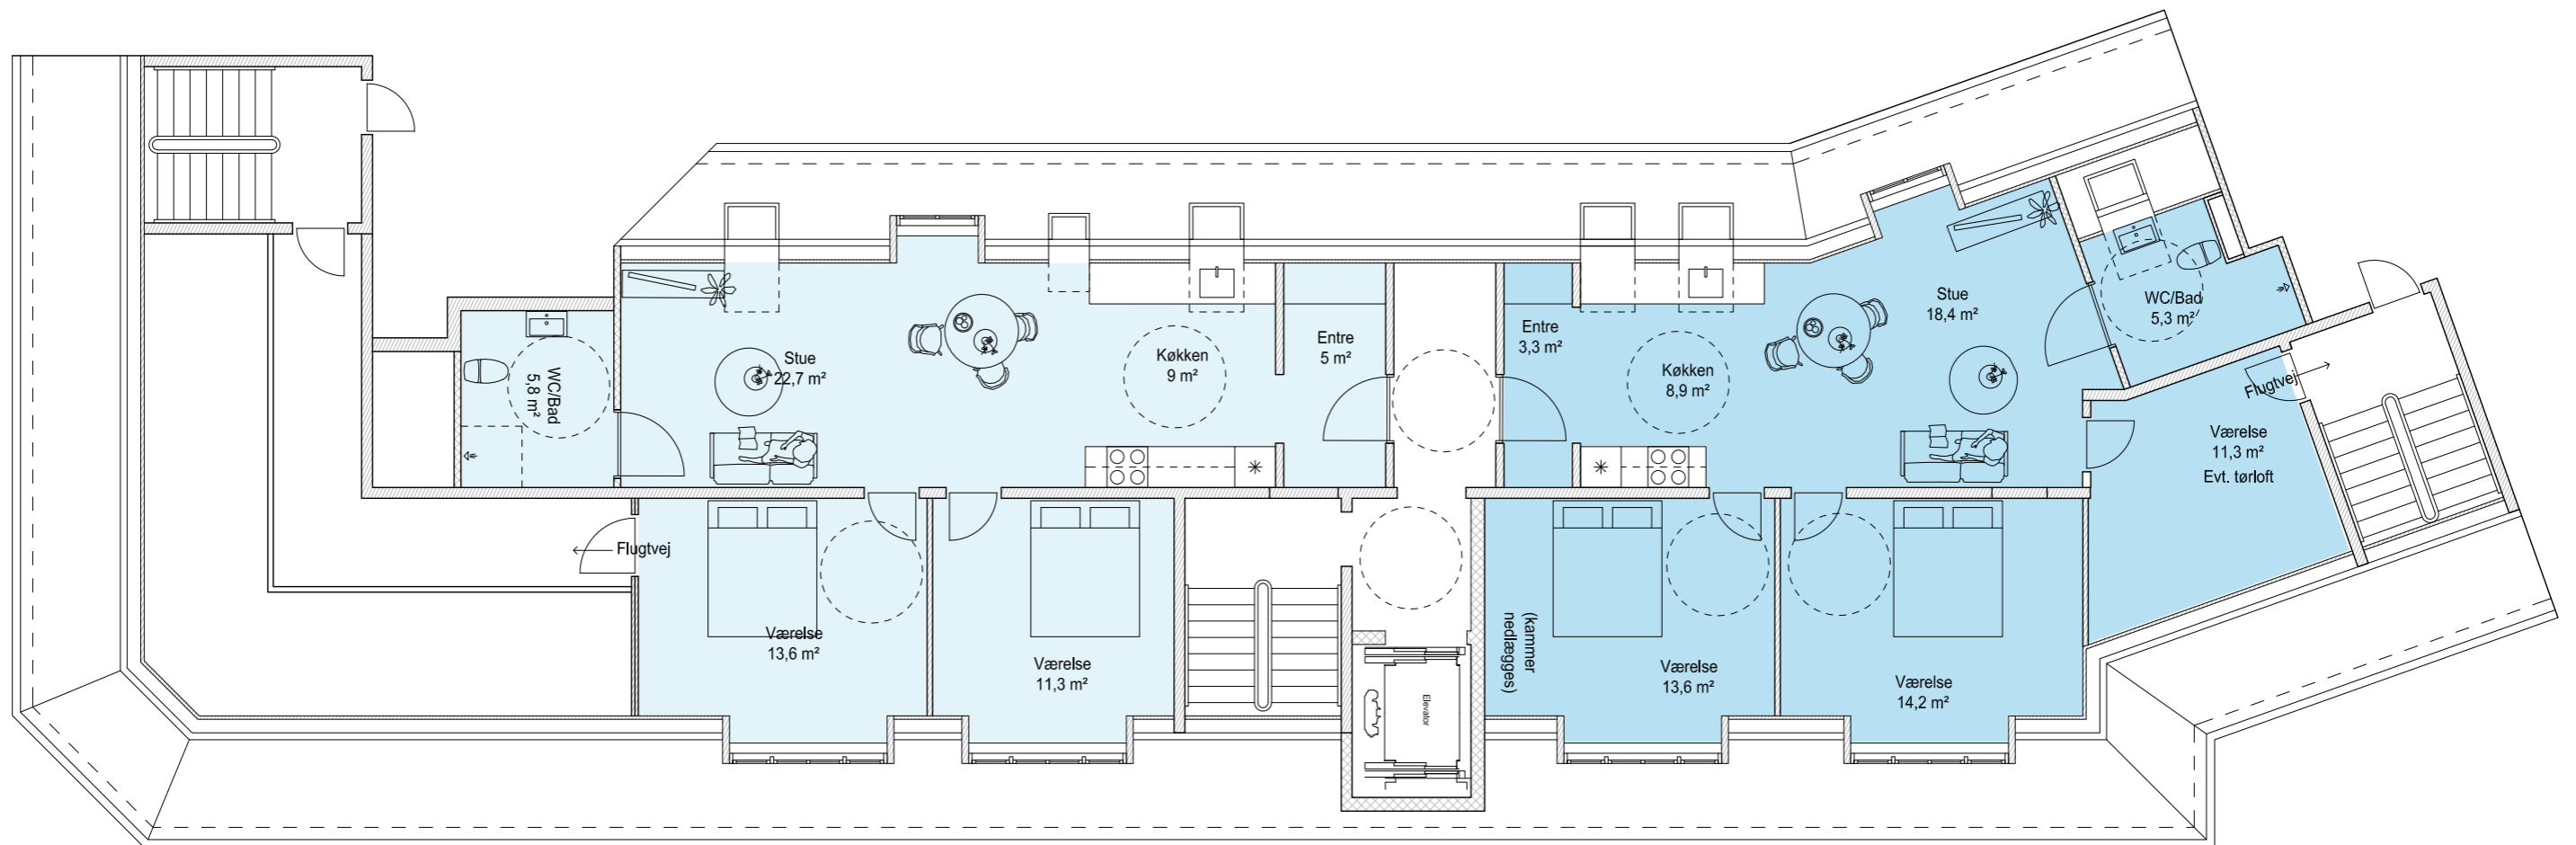 WC/Bad
5,8 m²
Stue
22,7 m²
Køkken
9 m²
Entre
5 m²
Entre
3,3 m²
Køkken
8,9 m²
Stue
18,4 m²
WC/Bad
5,3 m²
Flugtvej
Værelse
11,3 m²
Evt. tørloft
Flugtvej
Værelse
13,6 m²
Værelse
11,3 m²
Elevator
(kammer
nedlægges)
Værelse
13,6 m²
Værelse
14,2 m²